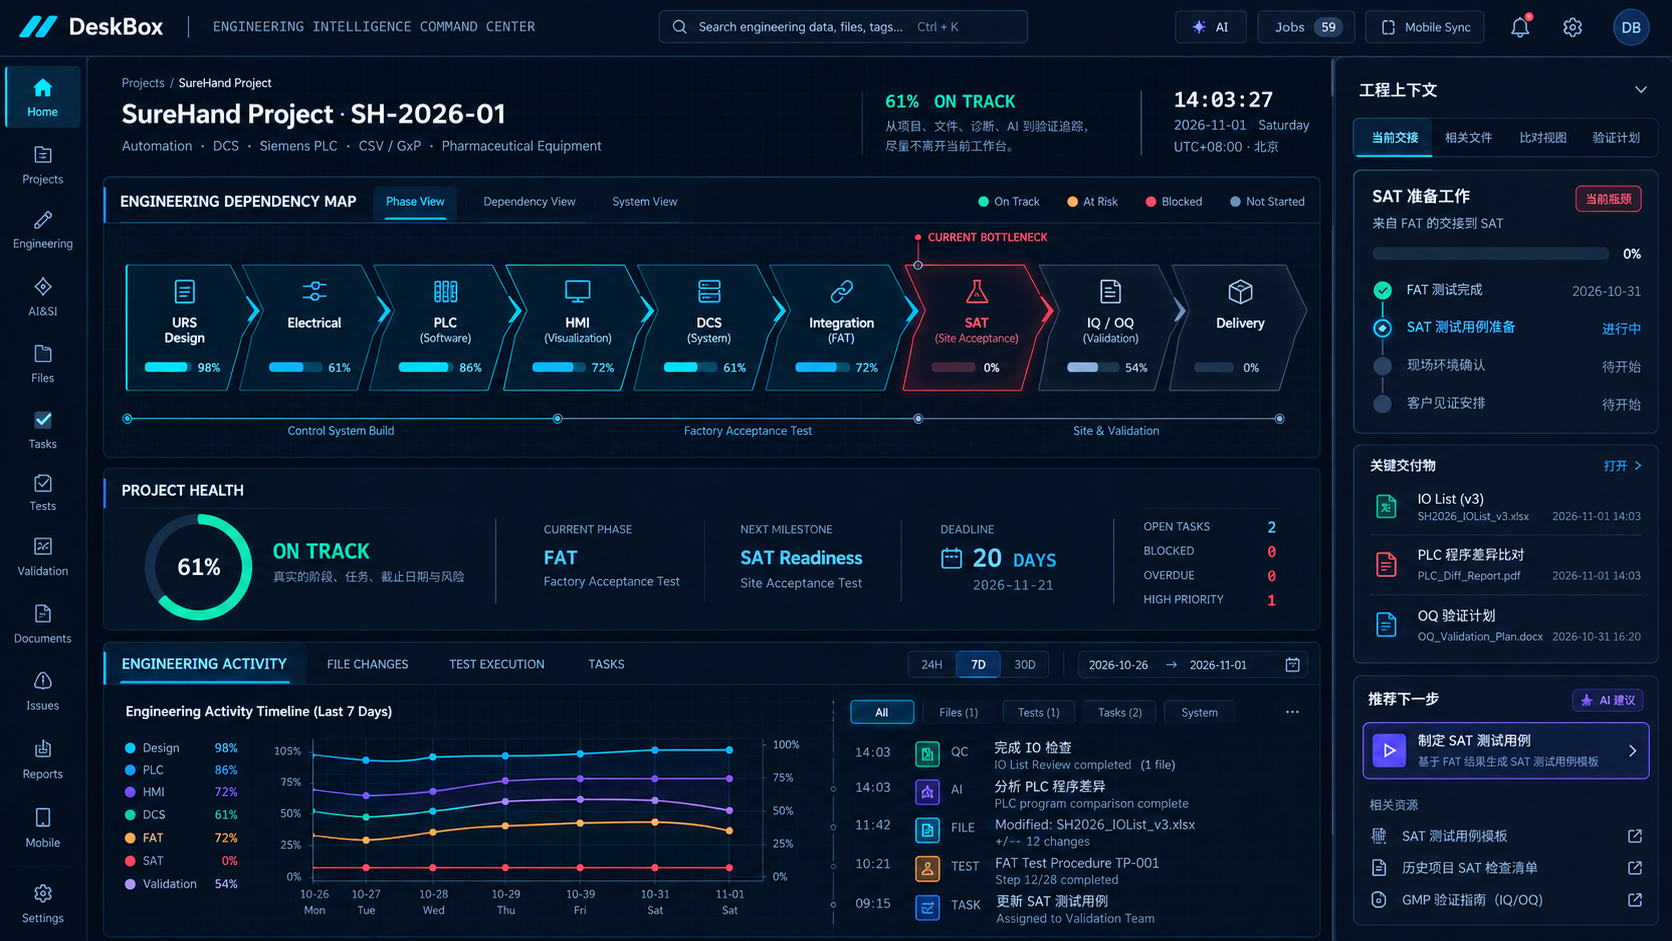 DeskBox
ENGINEERING INTELLIGENCE COMMAND CENTER
Search engineering data, files, tags... Ctrl + K
AI
Jobs 59
Mobile Sync
DB
Home
Projects
Engineering
AI&SI
Files
Tasks
Tests
Validation
Documents
Issues
Reports
Mobile
Settings
Projects / SureHand Project
SureHand Project · SH-2026-01
Automation · DCS · Siemens PLC · CSV / GxP · Pharmaceutical Equipment
61% ON TRACK
从项目、文件、诊断、AI 到验证追踪，
尽量不离开当前工作台。
14:03:27
2026-11-01 Saturday
UTC+08:00 · 北京
ENGINEERING DEPENDENCY MAP
Phase View
Dependency View
System View
On Track
At Risk
Blocked
Not Started
CURRENT BOTTLENECK
URS
Design
98%
Electrical
61%
PLC
(Software)
86%
HMI
(Visualization)
72%
DCS
(System)
61%
Integration
(FAT)
72%
SAT
(Site Acceptance)
0%
IQ / OQ
(Validation)
54%
Delivery
0%
Control System Build
Factory Acceptance Test
Site & Validation
PROJECT HEALTH
61%
ON TRACK
真实的阶段、任务、截止日期与风险
CURRENT PHASE
FAT
Factory Acceptance Test
NEXT MILESTONE
SAT Readiness
Site Acceptance Test
DEADLINE
20 DAYS
2026-11-21
OPEN TASKS 2
BLOCKED 0
OVERDUE 0
HIGH PRIORITY 1
ENGINEERING ACTIVITY
FILE CHANGES
TEST EXECUTION
TASKS
24H
7D
30D
2026-10-26 → 2026-11-01
Engineering Activity Timeline (Last 7 Days)
Design 98%
PLC 86%
HMI 72%
DCS 61%
FAT 72%
SAT 0%
Validation 54%
109%
75%
50%
25%
0%
100%
75%
50%
25%
0%
10-26 10-27 10-28 10-29 10-39 10-31 11-01
Mon Tue Wed Thu Fri Sat Sat
All
Files (1)
Tests (1)
Tasks (2)
System
14:03 QC 完成 IO 检查
IO List Review completed (1 file)
14:03 AI 分析 PLC 程序差异
PLC program comparison complete
11:42 FILE Modified: SH2026_IOList_v3.xlsx
+/-- 12 changes
10:21 TEST FAT Test Procedure TP-001
Step 12/28 completed
09:15 TASK 更新 SAT 测试用例
Assigned to Validation Team
工程上下文
当前交接
相关文件
比对视图
验证计划
SAT 准备工作
当前瓶颈
来自 FAT 的交接到 SAT
0%
FAT 测试完成 2026-10-31
SAT 测试用例准备 进行中
现场环境确认 待开始
客户见证安排 待开始
关键交付物
打开 >
IO List (v3)
SH2026_IOList_v3.xlsx 2026-11-01 14:03
PLC 程序差异比对
PLC_Diff_Report.pdf 2026-11-01 14:03
OQ 验证计划
OQ_Validation_Plan.docx 2026-10-31 16:20
推荐下一步
AI 建议
制定 SAT 测试用例
基于 FAT 结果生成 SAT 测试用例模板
相关资源
SAT 测试用例模板
历史项目 SAT 检查清单
GMP 验证指南（IQ/OQ）